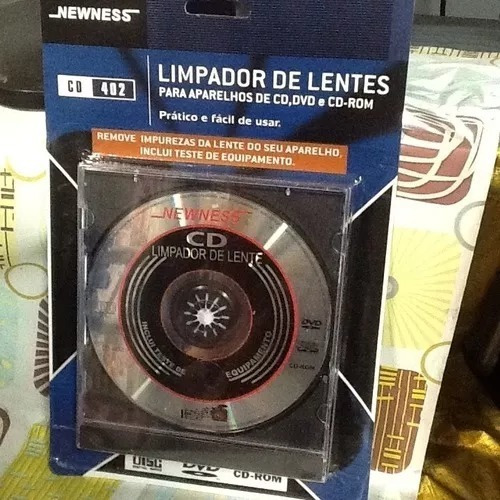 NEWNESS
CD 402
LIMPADOR DE LENTES
PARA APARELHOS DE CD,DVD e CD-ROM
Prático e fácil de usar.
REMOVE IMPUREZAS DA LENTE DO SEU APARELHO,
INCLUI TESTE DE EQUIPAMENTO.
NEWNESS
CD
LIMPADOR DE LENTE
INCLUI TESTE DE EQUIPAMENTO
DVD
CD-ROM
DISC
DVD
CD-ROM